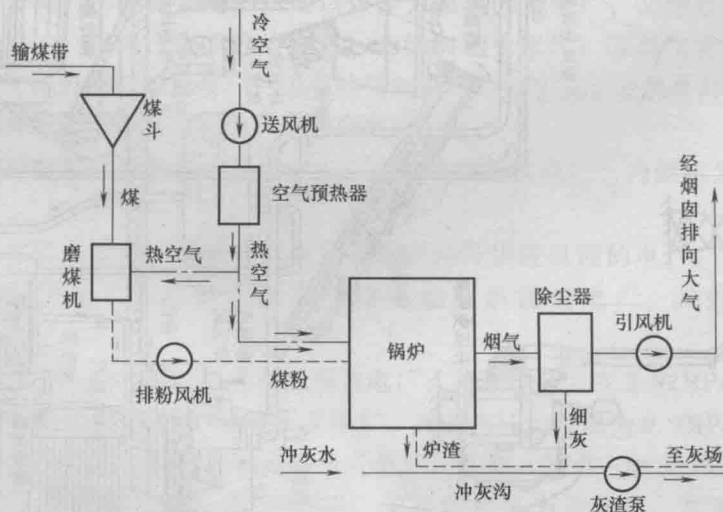 输煤带
冷空气
煤斗
送风机
煤
空气预热器
经烟囱排向大气
磨煤机
热空气
热空气
除尘器
引风机
锅炉
烟气
排粉风机
煤粉
细灰
炉渣
冲灰水
至灰场
冲灰沟
灰渣泵